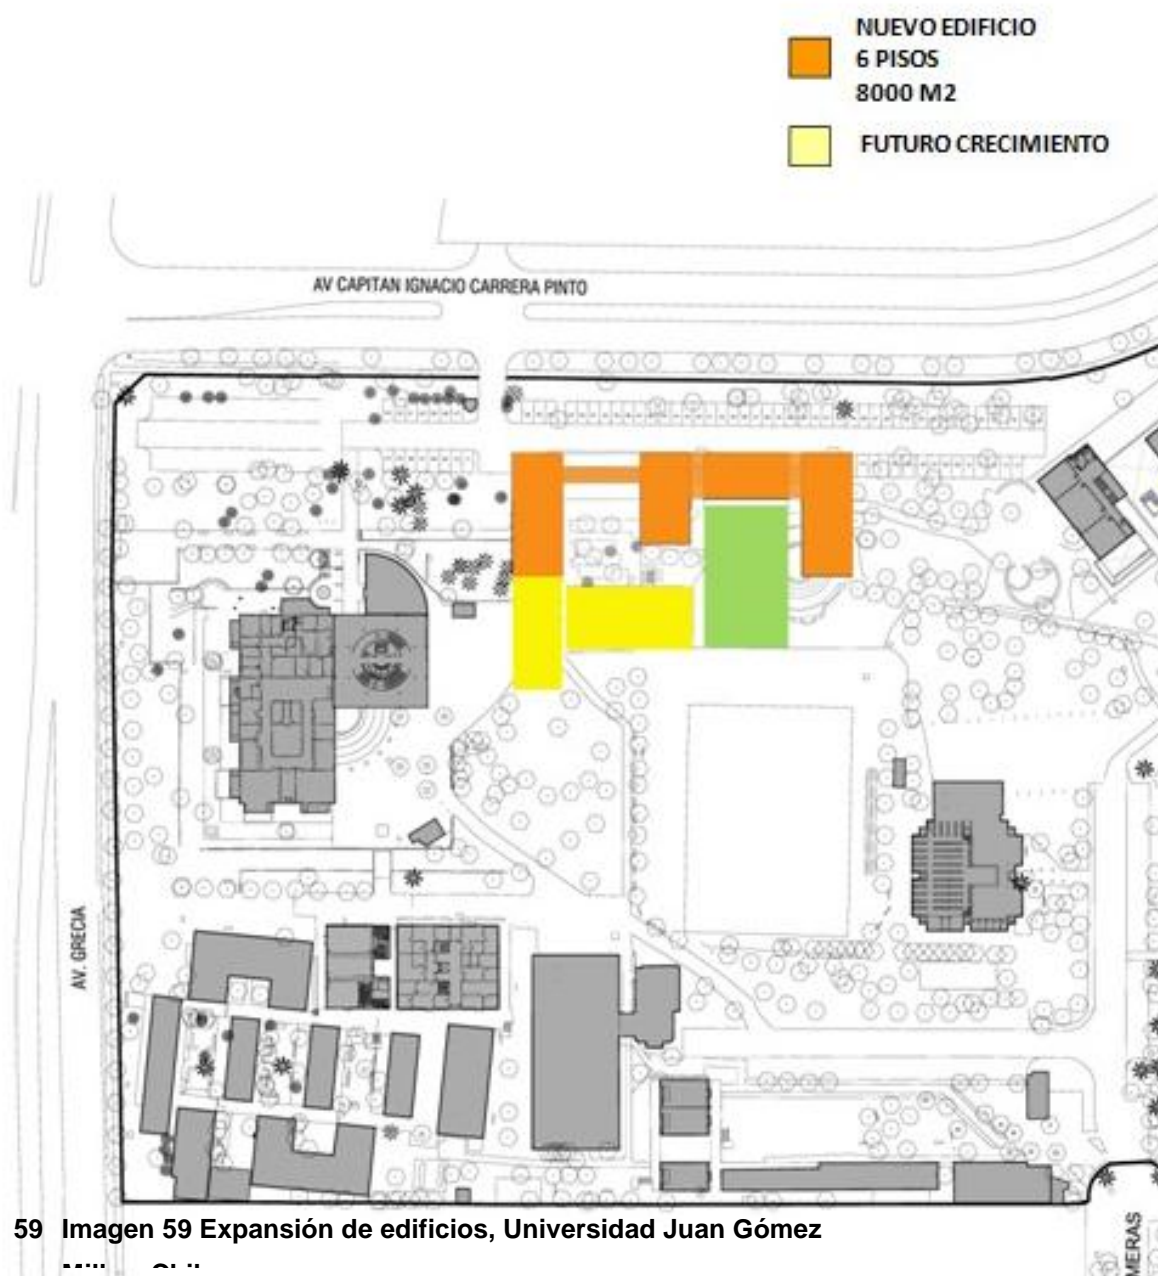 NUEVO EDIFICIO
6 PISOS
8000 M2
FUTURO CRECIMIENTO
AV CAPITAN IGNACIO CARRERA PINTO
AV. GRECIA
MERAS
59 Imagen 59 Expansión de edificios, Universidad Juan Gómez